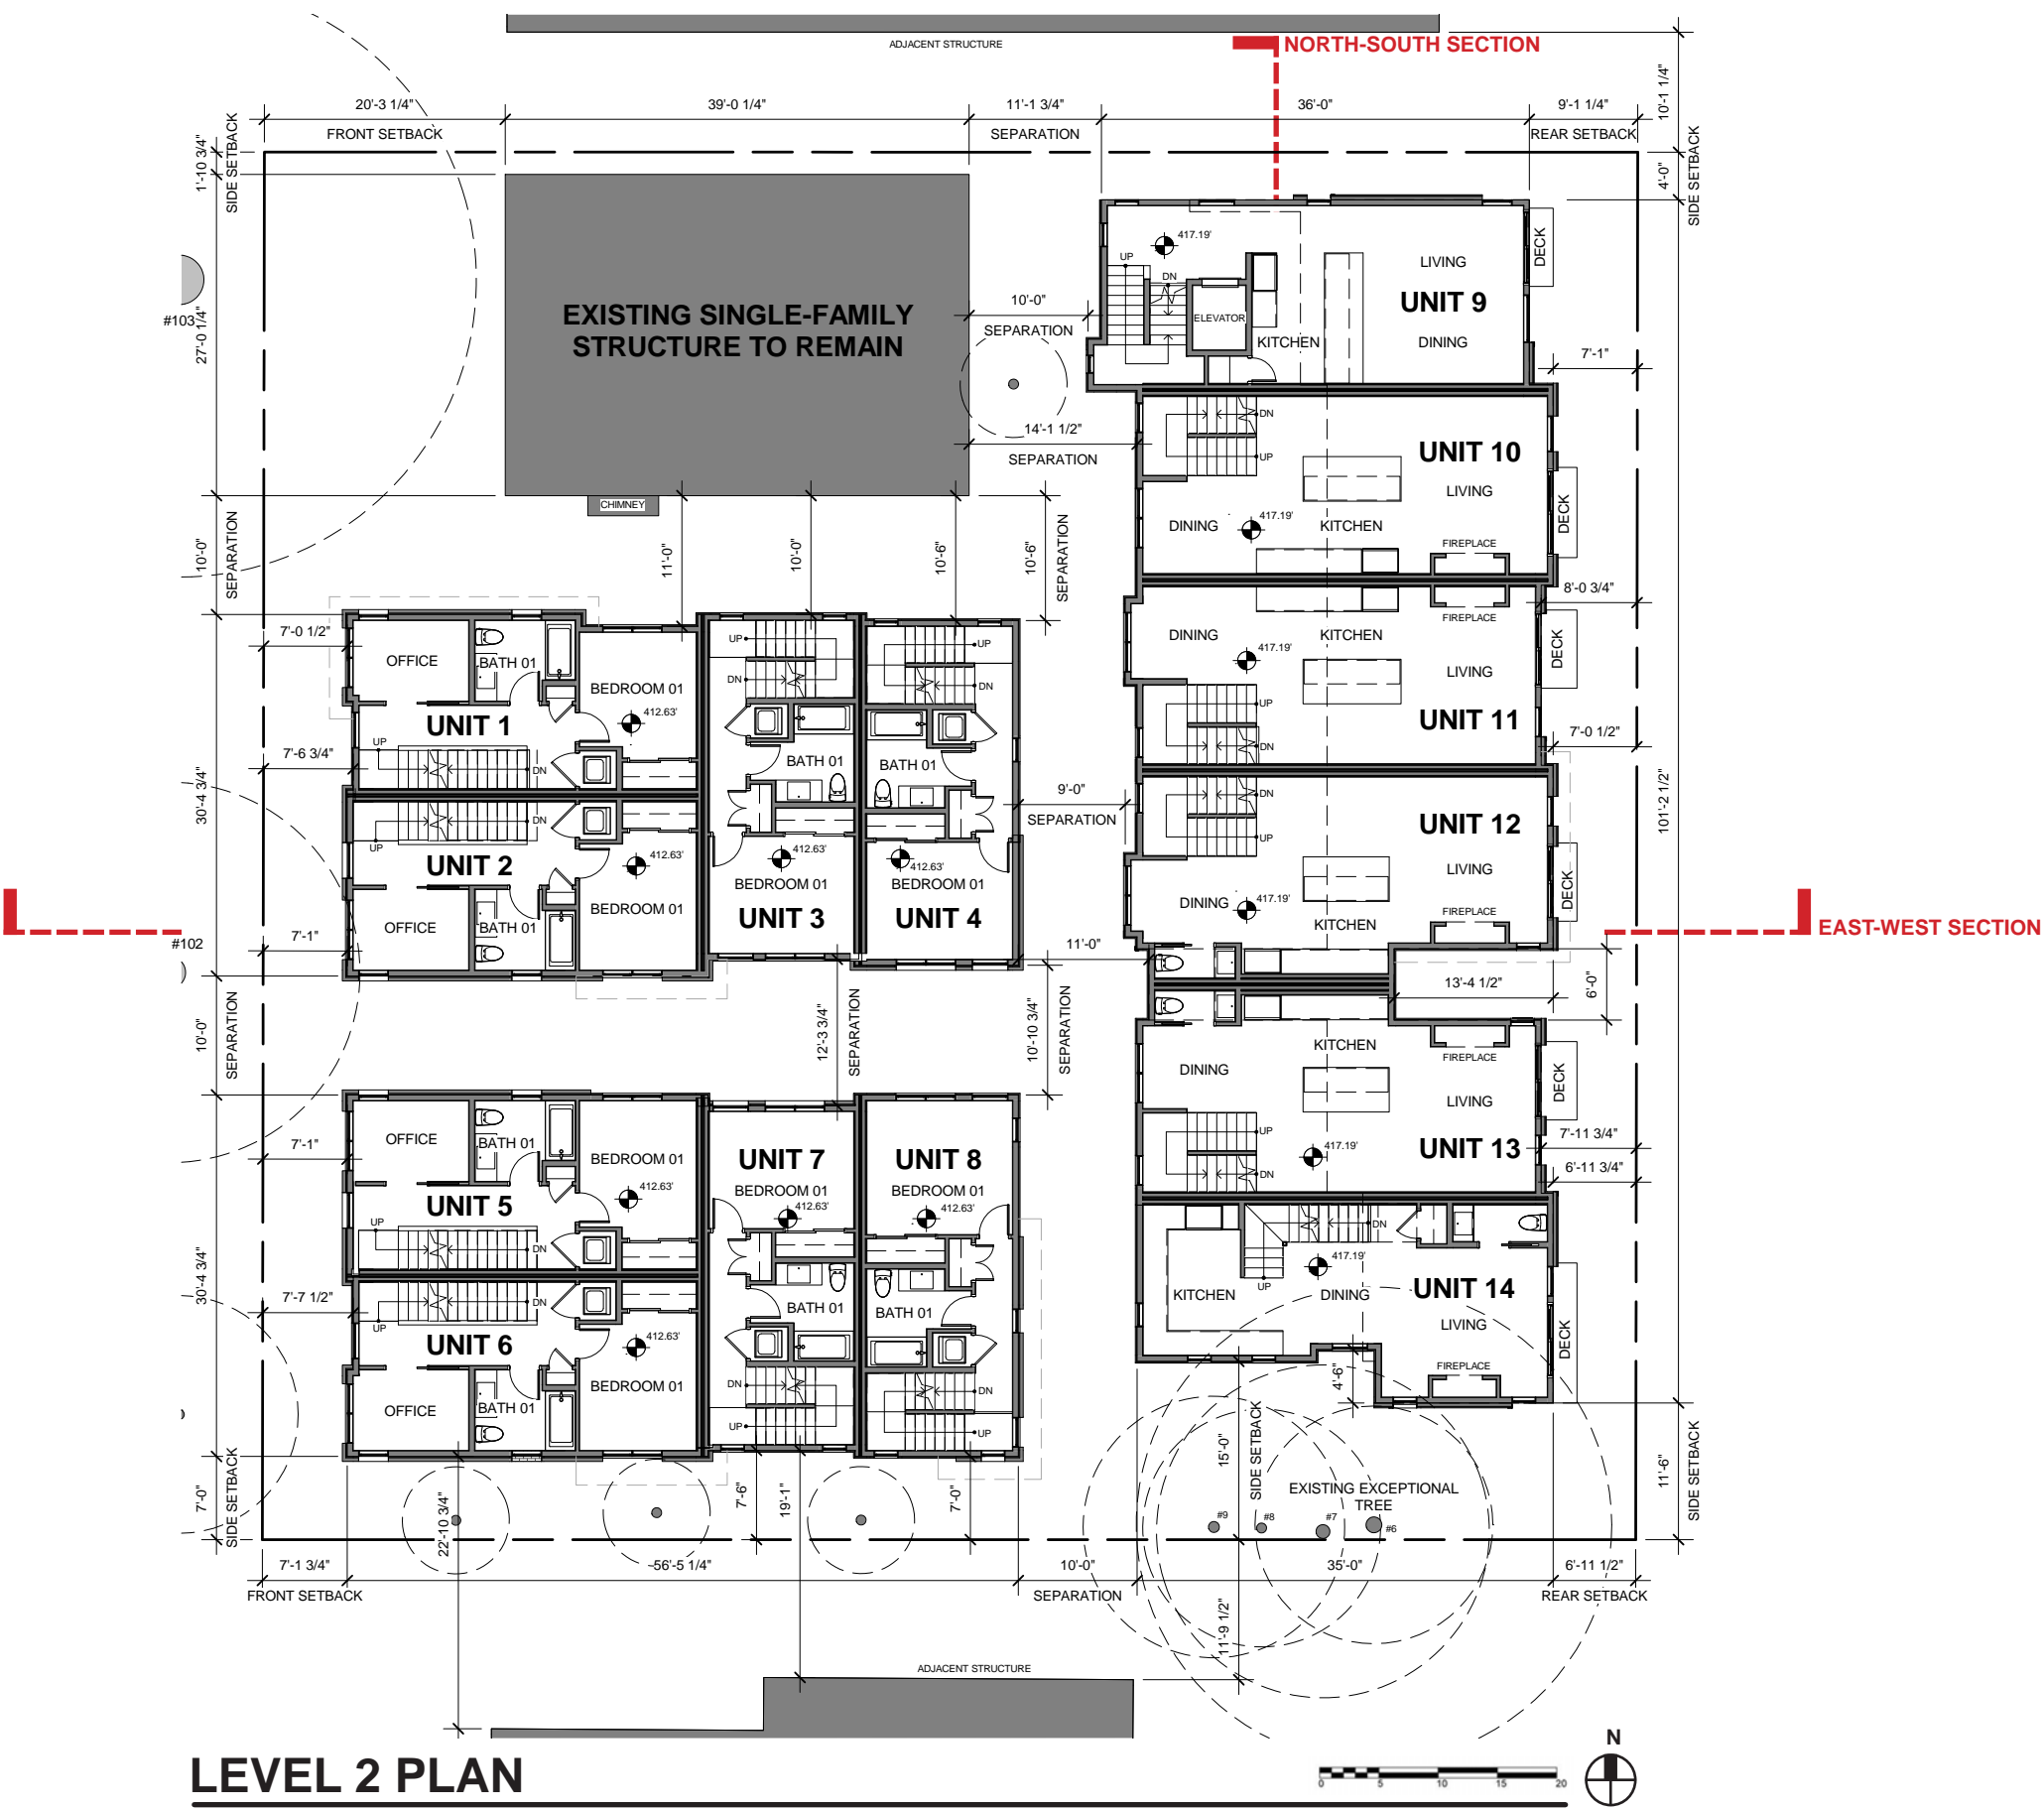 ADJACENT STRUCTURE
NORTH-SOUTH SECTION
20'-3 1/4"
39'-0 1/4"
11'-1 3/4"
36'-0"
9'-1 1/4"
10'-1 1/4"
FRONT SETBACK
SEPARATION
REAR SETBACK
SIDE SETBACK
1'-10 3/4"
SIDE SETBACK
4'-0"
#103
27'-0 1/4"
EXISTING SINGLE-FAMILY
STRUCTURE TO REMAIN
CHIMNEY
10'-0"
SEPARATION
14'-1 1/2"
SEPARATION
417.19'
UP
DN
ELEVATOR
KITCHEN
LIVING
UNIT 9
DINING
DECK
7'-1"
DN
UP
UNIT 10
LIVING
DINING
417.19'
KITCHEN
FIREPLACE
DECK
10'-0"
SEPARATION
11'-0"
10'-0"
10'-6"
10'-6"
SEPARATION
8'-0 3/4"
DINING
KITCHEN
FIREPLACE
417.19'
LIVING
UNIT 11
DN
DECK
7'-0 1/2"
7'-0 1/2"
OFFICE
BATH 01
BEDROOM 01
UNIT 1
412.63'
UP
DN
7'-6 3/4"
30'-4 3/4"
UP
DN
BATH 01
UP
DN
BATH 01
9'-0"
SEPARATION
DN
UP
UNIT 12
LIVING
DINING
417.19'
KITCHEN
FIREPLACE
DECK
101'-2 1/2"
DN
UP
UNIT 2
412.63'
OFFICE
BATH 01
BEDROOM 01
7'-1"
#102
412.63'
BEDROOM 01
UNIT 3
412.63'
BEDROOM 01
UNIT 4
11'-0"
EAST-WEST SECTION
13'-4 1/2"
6'-0"
10'-0"
SEPARATION
12'-3 3/4"
SEPARATION
10'-10 3/4"
SEPARATION
KITCHEN
FIREPLACE
DINING
LIVING
UP
417.19'
UNIT 13
DN
DECK
7'-11 3/4"
6'-11 3/4"
7'-1"
OFFICE
BATH 01
BEDROOM 01
412.63'
UNIT 5
UP
DN
30'-4 3/4"
UNIT 7
BEDROOM 01
412.63'
BATH 01
DN
UP
UNIT 8
BEDROOM 01
412.63'
BATH 01
DN
UP
7'-7 1/2"
DN
UP
UNIT 6
412.63'
OFFICE
BATH 01
BEDROOM 01
DN
417.19'
UP
KITCHEN
DINING
UNIT 14
LIVING
FIREPLACE
DECK
4'-6"
15'-0"
SIDE SETBACK
11'-6"
SIDE SETBACK
7'-0"
SIDE SETBACK
22'-10 3/4"
7'-6"
19'-1"
7'-0"
EXISTING EXCEPTIONAL
TREE
#9
#8
#7
#6
7'-1 3/4"
~56'-5 1/4"
10'-0"
35'-0"
6'-11 1/2"
FRONT SETBACK
SEPARATION
REAR SETBACK
11'-9 1/2"
ADJACENT STRUCTURE
N
LEVEL 2 PLAN
0 5 10 15 20